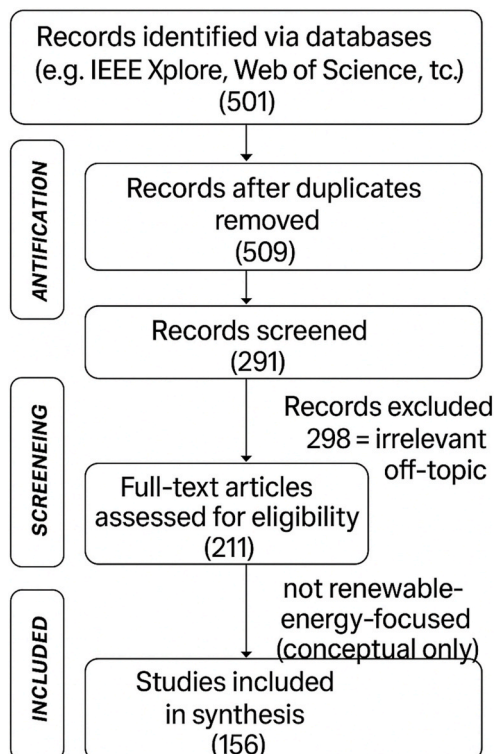 Records identified via databases
(e.g. IEEE Xplore, Web of Science, tc.)
(501)
ANTIFICATION
Records after duplicates
removed
(509)
Records screened
(291)
Records excluded
298 = irrelevant
off-topic
SCREENEING
Full-text articles
assessed for eligibility
(211)
not renewable-
energy-focused
(conceptual only)
INCLUDED
Studies included
in synthesis
(156)